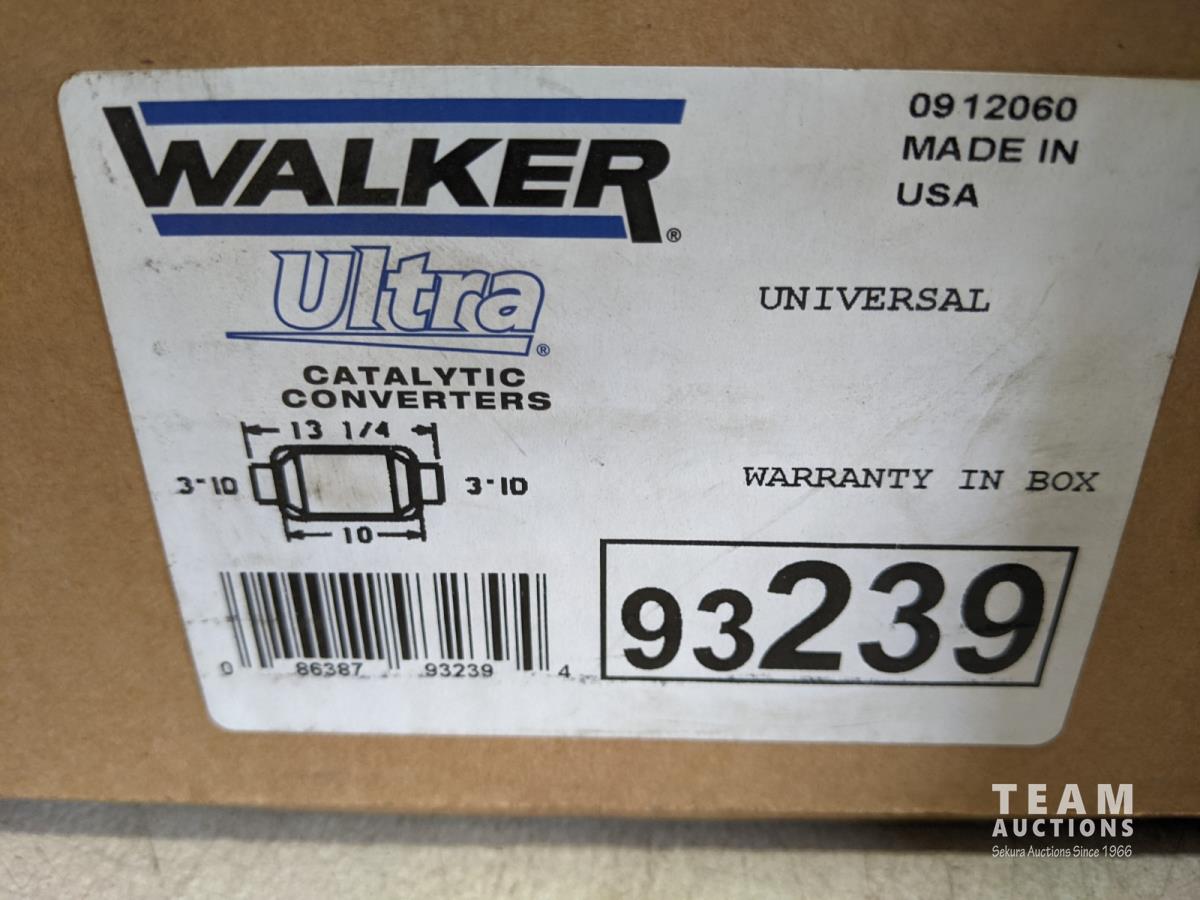 WALKER®
Ultra®
CATALYTIC
CONVERTERS
13 1/4
3-10 3-10
10
0 86387 93239 4
0912060
MADE IN
USA
UNIVERSAL
WARRANTY IN BOX
93239
TEAM
AUCTIONS
Sekura Auctions Since 1966